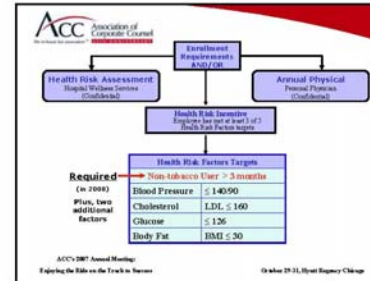 ACC Association of
Corporate Counsel
Enrollment
Requirements
AND/OR
Health Risk Assessment
Hospital Wellness Services
(Confidential)
Annual Physical
Personal Physician
(Confidential)
Health Risk Incentive
Employee has met at least 3 of 5
Health Risk Factors targets
Health Risk Factors Targets
Required
(in 2008)
Plus, two
additional
factors
Non-tobacco User > 3 months
Blood Pressure ≤ 140/90
Cholesterol LDL ≤ 160
Glucose ≤ 126
Body Fat BMI ≤ 30
ACC's 2007 Annual Meeting:
Enjoying the Ride on the Track to Success
October 29-31, Hyatt Regency Chicago